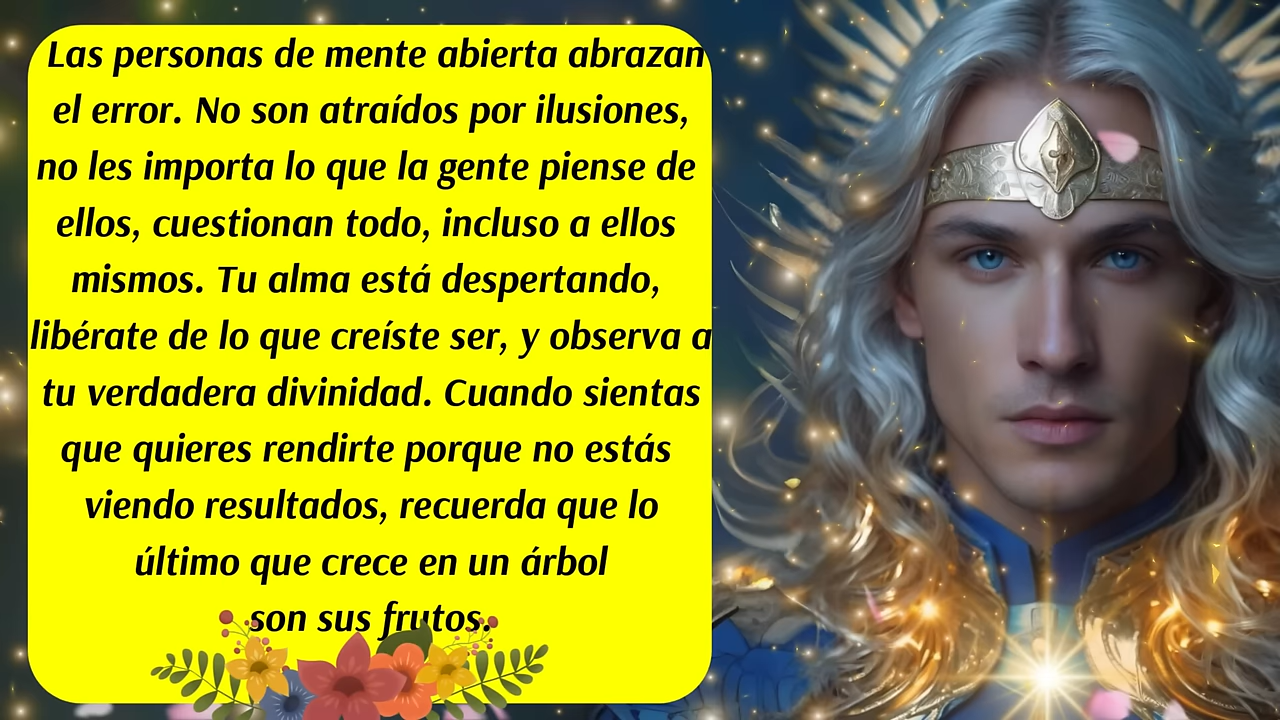 Las personas de mente abierta abrazan
el error. No son atraídos por ilusiones,
no les importa lo que la gente piense de
ellos, cuestionan todo, incluso a ellos
mismos. Tu alma está despertando,
libérate de lo que creíste ser, y observa a
tu verdadera divinidad. Cuando sientas
que quieres rendirte porque no estás
viendo resultados, recuerda que lo
último que crece en un árbol
son sus frutos.